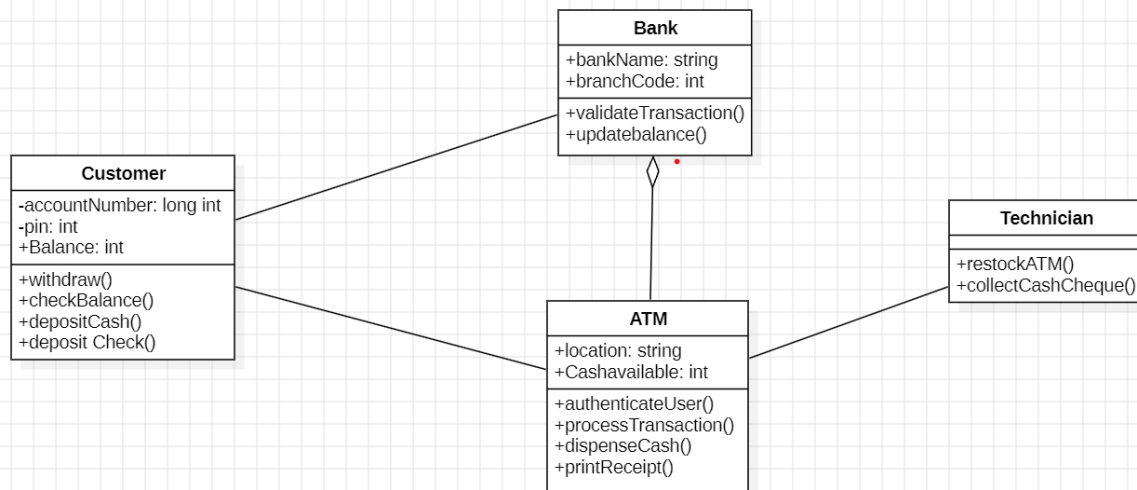 Bank
+bankName: string
+branchCode: int
+validateTransaction()
+updatebalance()
Customer
-accountNumber: long int
-pin: int
+Balance: int
+withdraw()
+checkBalance()
+depositCash()
+deposit Check()
Technician
+restockATM()
+collectCashCheque()
ATM
+location: string
+Cashavailable: int
+authenticateUser()
+processTransaction()
+dispenseCash()
+printReceipt()